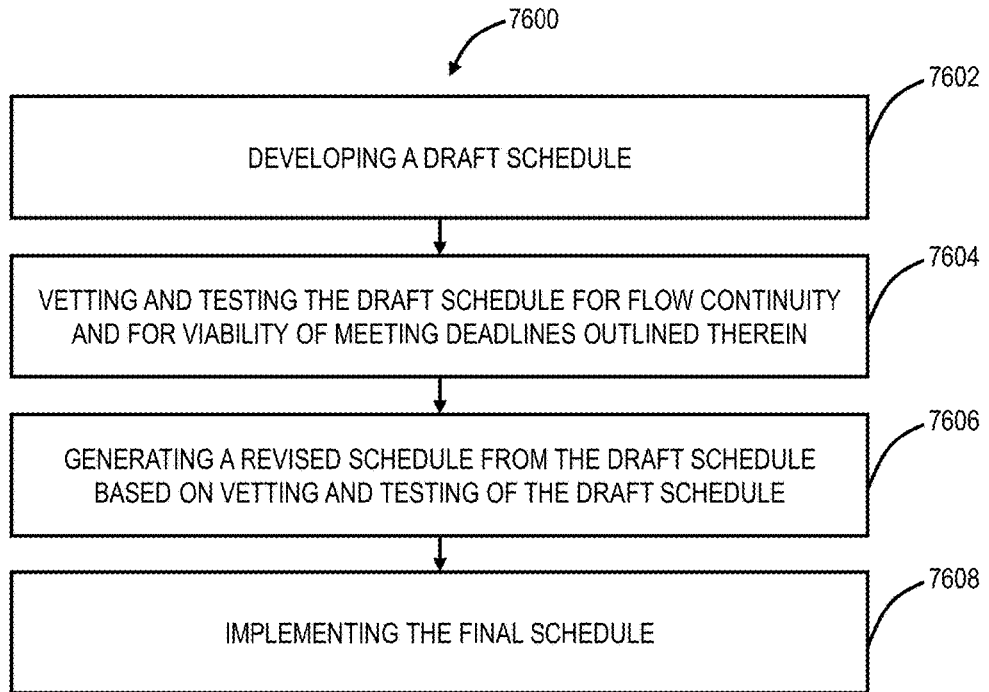 7600
7602
DEVELOPING A DRAFT SCHEDULE
7604
VETTING AND TESTING THE DRAFT SCHEDULE FOR FLOW CONTINUITY
AND FOR VIABILITY OF MEETING DEADLINES OUTLINED THEREIN
7606
GENERATING A REVISED SCHEDULE FROM THE DRAFT SCHEDULE
BASED ON VETTING AND TESTING OF THE DRAFT SCHEDULE
7608
IMPLEMENTING THE FINAL SCHEDULE